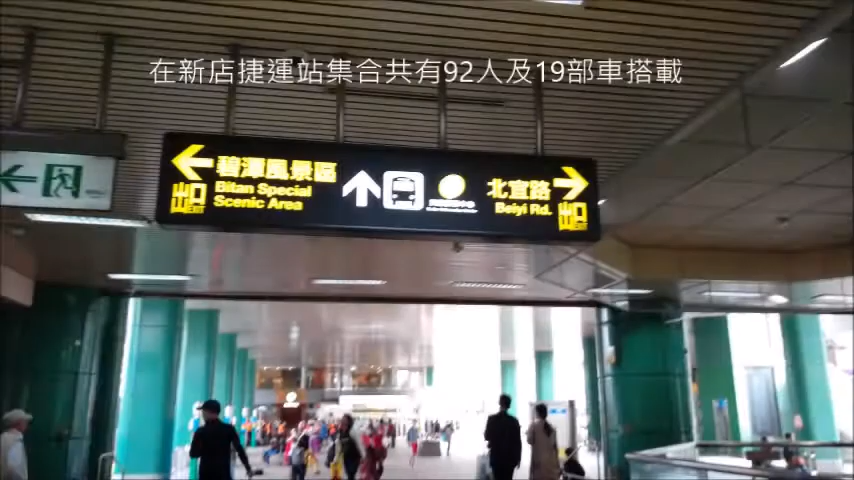 在新店捷運站集合共有92人及19部車搭載
碧潭風景區
Bitan Special
Scenic Area
出口
EXIT
北宜路
Beiyi Rd.
出口
EXIT